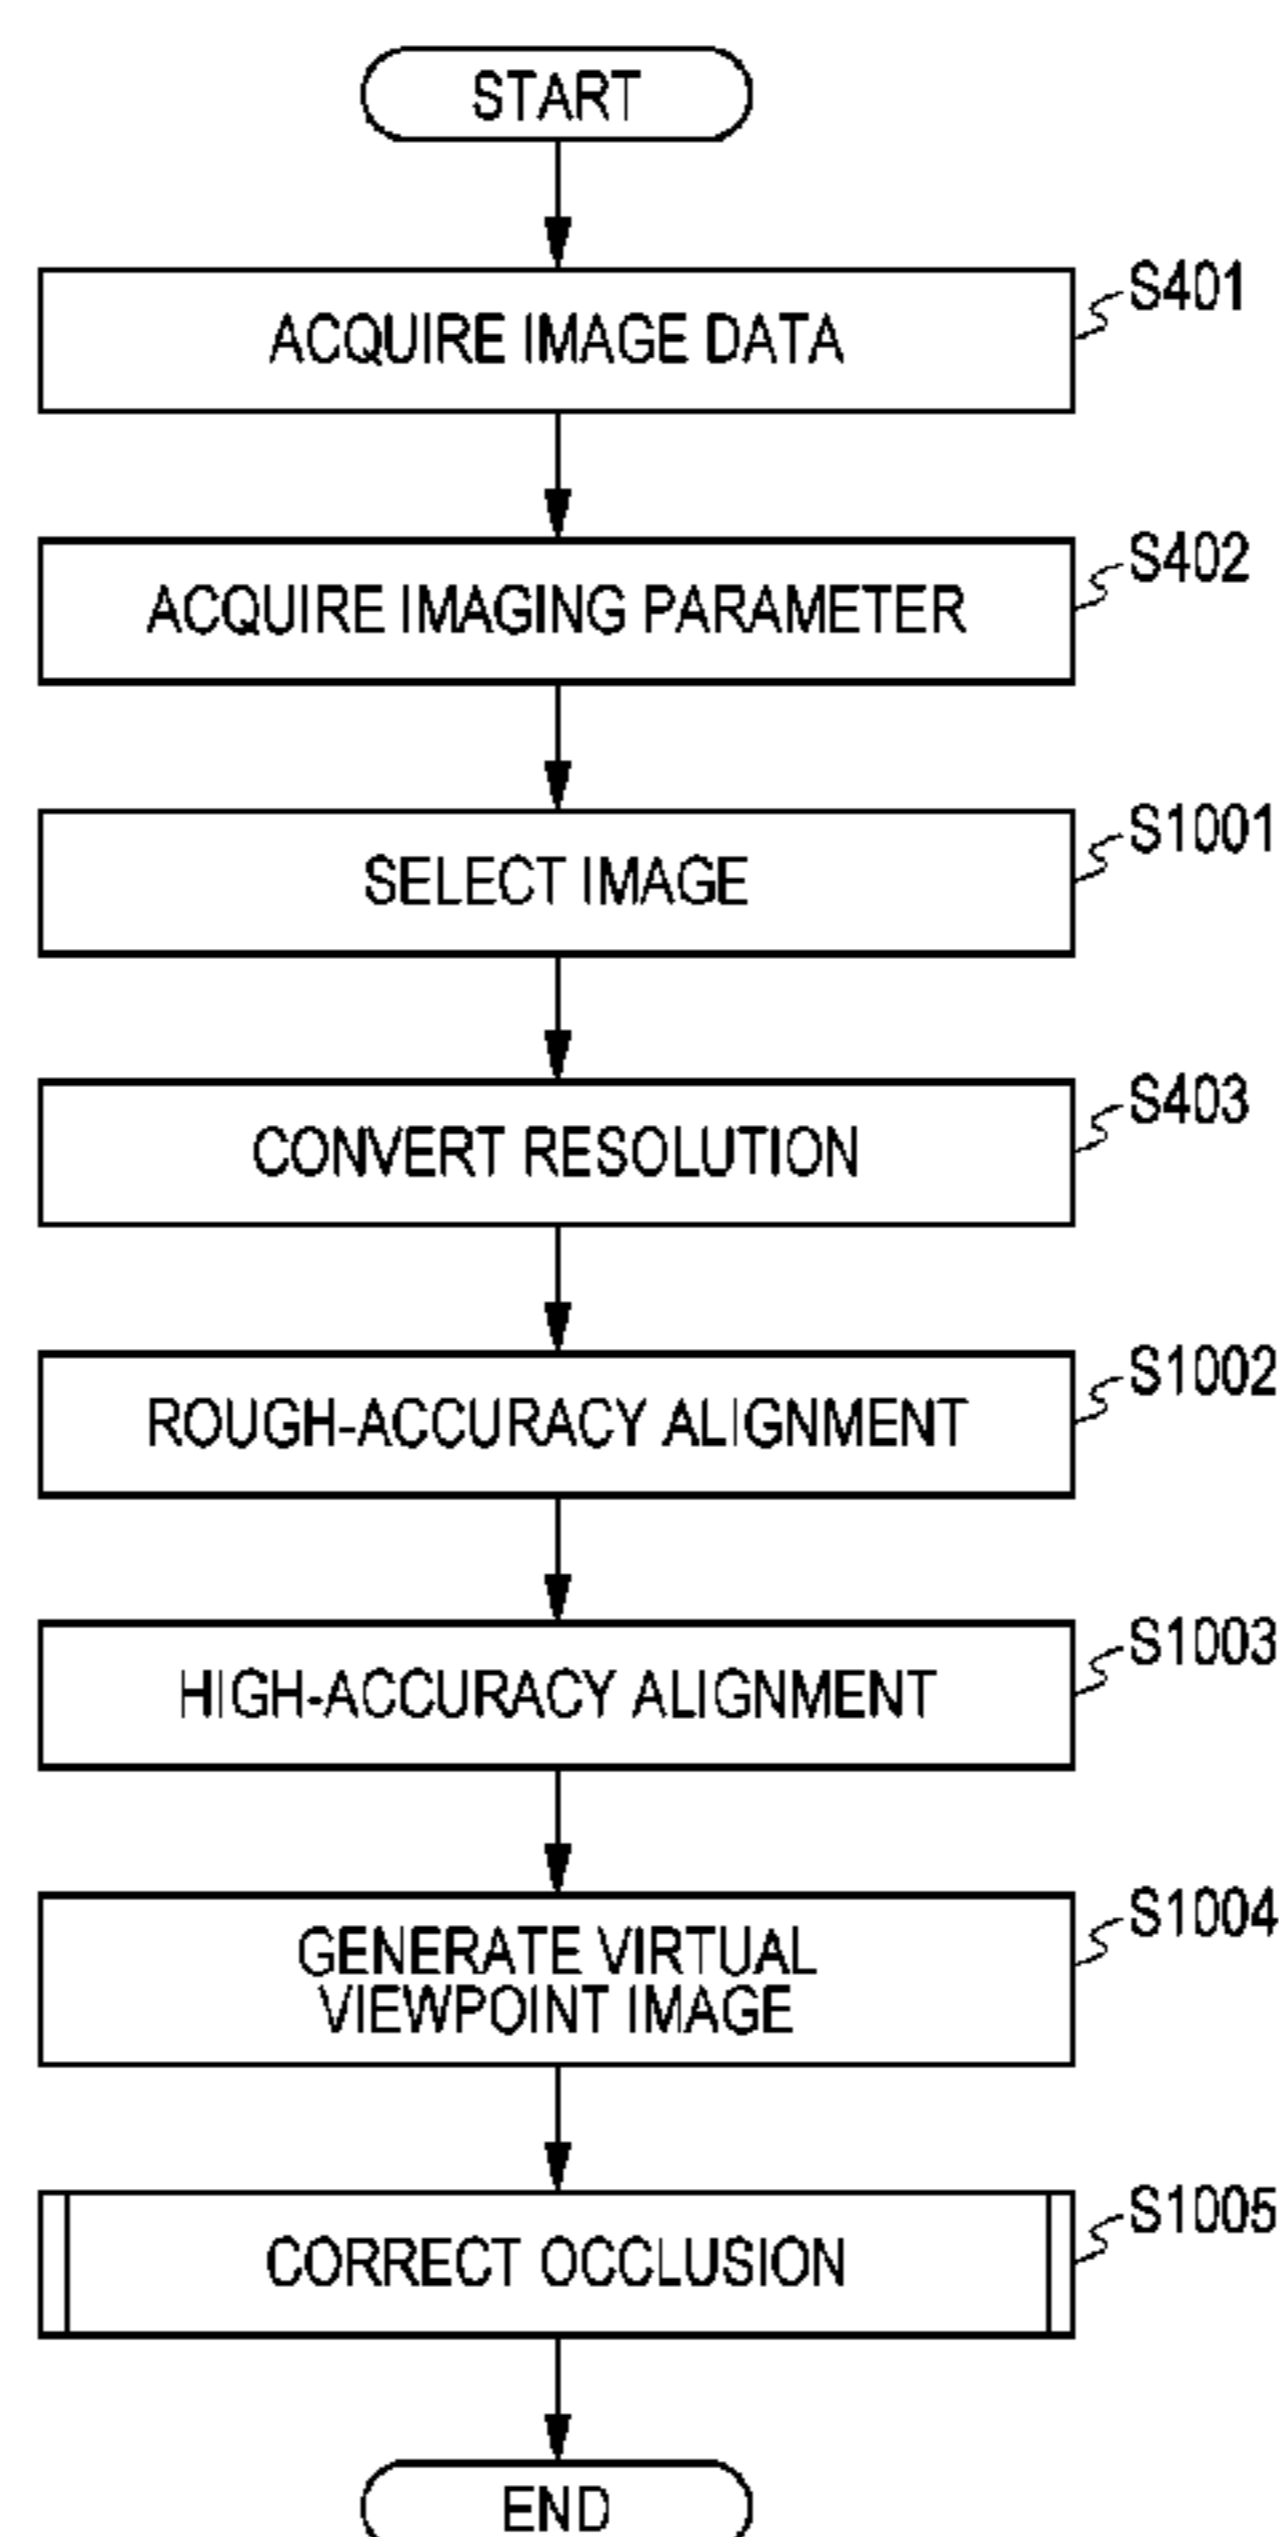 START
ACQUIRE IMAGE DATA
S401
ACQUIRE IMAGING PARAMETER
S402
SELECT IMAGE
S1001
CONVERT RESOLUTION
S403
ROUGH-ACCURACY ALIGNMENT
S1002
HIGH-ACCURACY ALIGNMENT
S1003
GENERATE VIRTUAL
VIEWPOINT IMAGE
S1004
CORRECT OCCLUSION
S1005
END